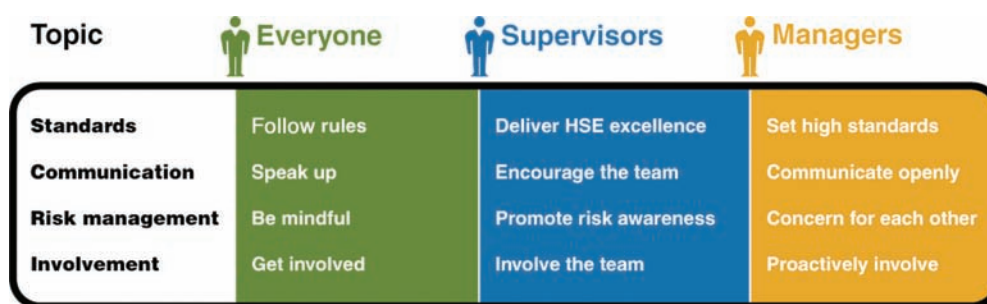 Topic Everyone Supervisors Managers
Standards Follow rules Deliver HSE excellence Set high standards
Communication Speak up Encourage the team Communicate openly
Risk management Be mindful Promote risk awareness Concern for each other
Involvement Get involved Involve the team Proactively involve